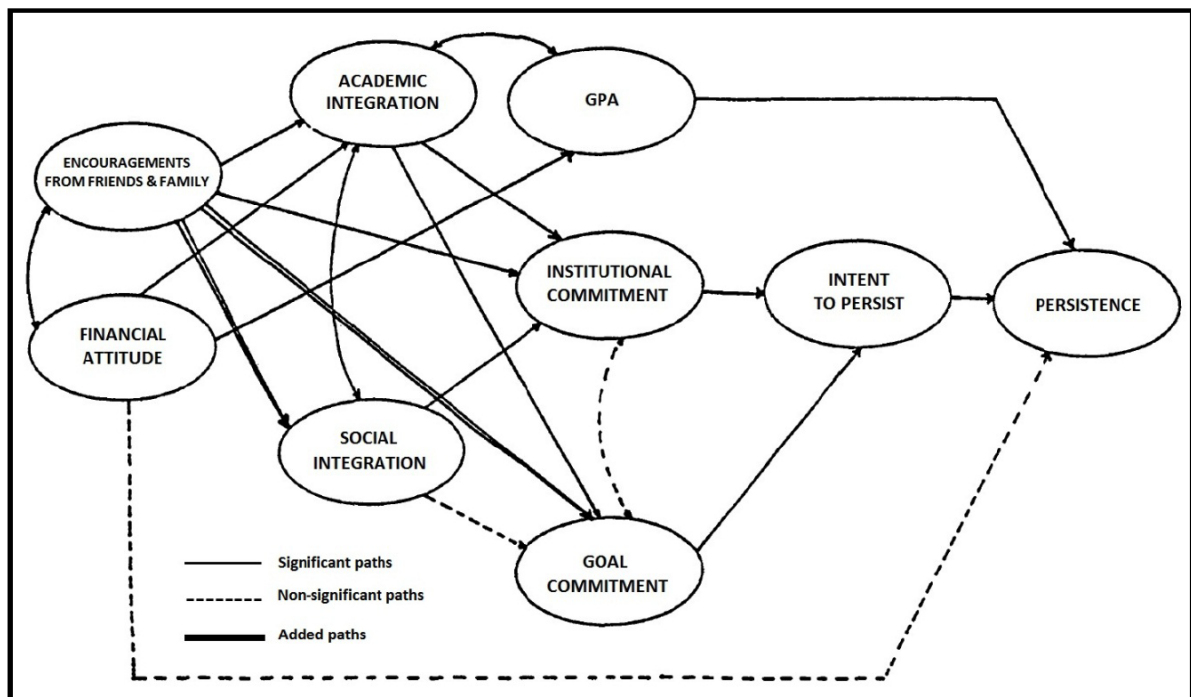 ACADEMIC
INTEGRATION
GPA
ENCOURAGEMENTS
FROM FRIENDS & FAMILY
INSTITUTIONAL
COMMITMENT
INTENT
TO PERSIST
PERSISTENCE
FINANCIAL
ATTITUDE
SOCIAL
INTEGRATION
GOAL
COMMITMENT
Significant paths
Non-significant paths
Added paths